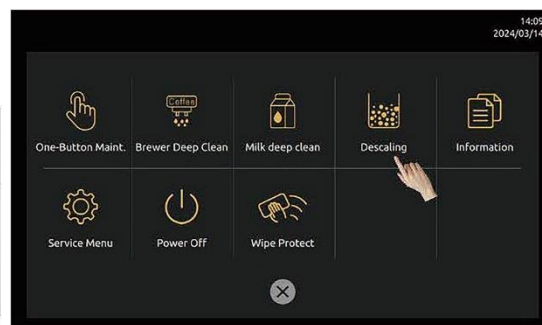 14:09
2024/03/14
Coffee
One-Button Maint.
Brewer Deep Clean
Milk deep clean
Descaling
Information
Service Menu
Power Off
Wipe Protect